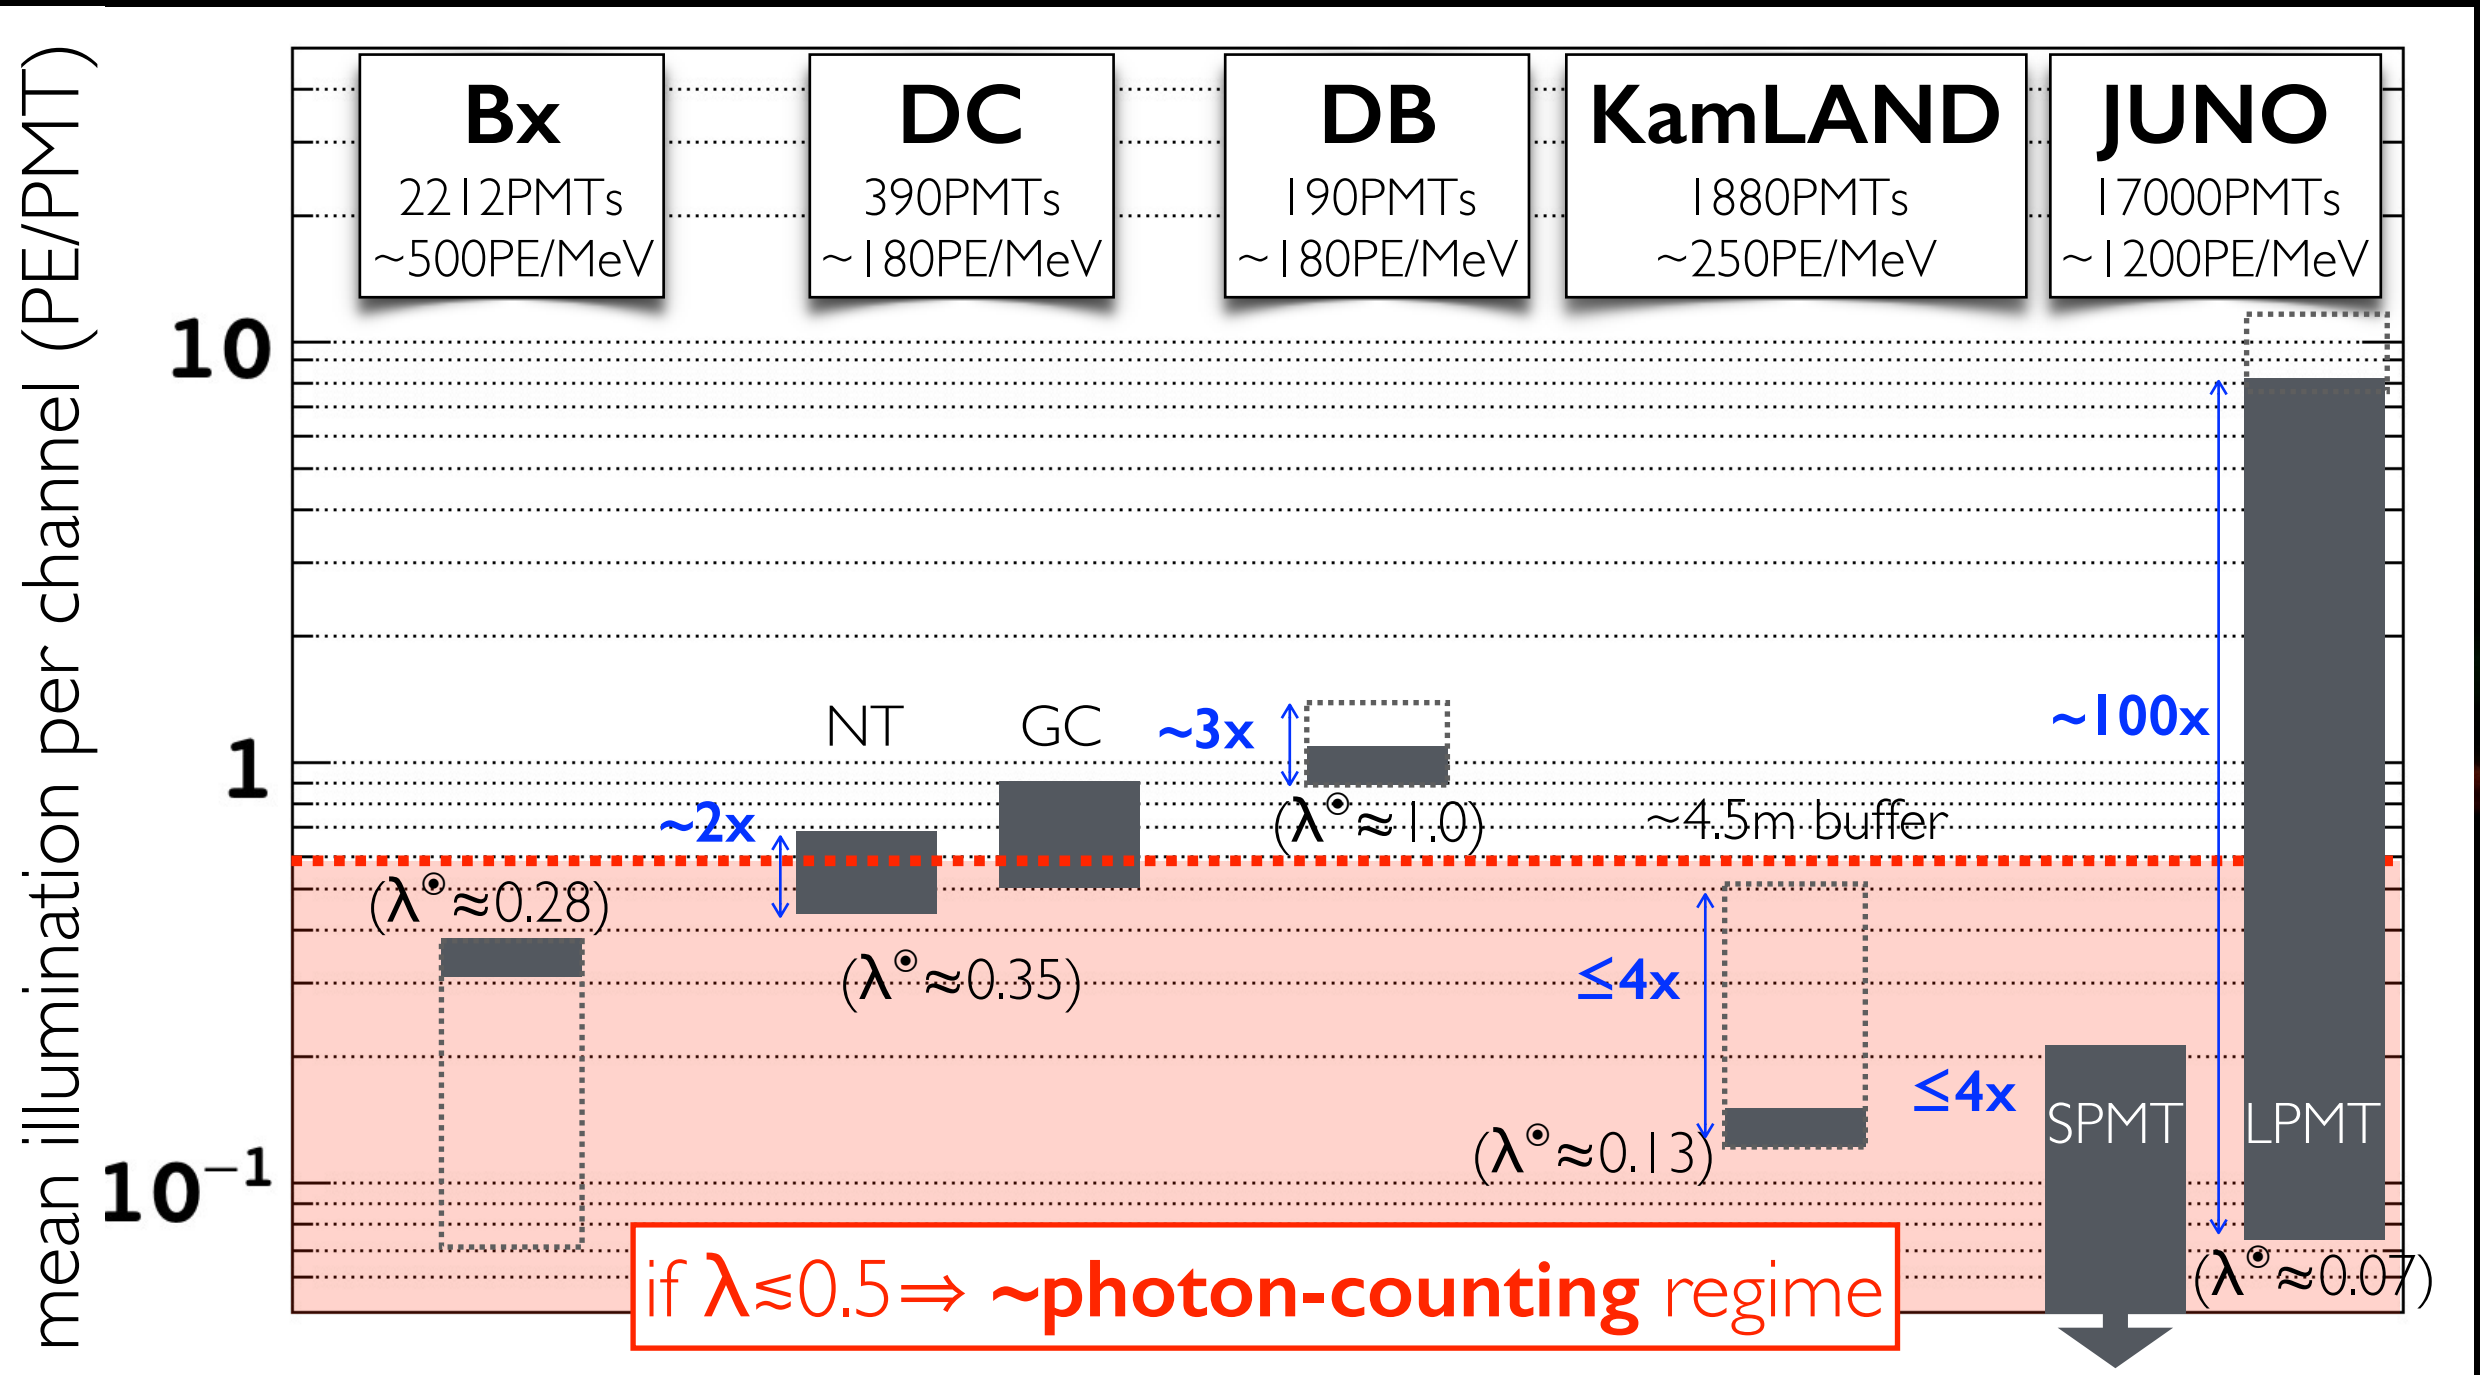 mean illumination per channel (PE/PMT)
Bx
2212PMTs
~500PE/MeV
DC
390PMTs
~180PE/MeV
DB
190PMTs
~180PE/MeV
KamLAND
1880PMTs
~250PE/MeV
JUNO
17000PMTs
~1200PE/MeV
10
1
10⁻¹
NT
GC
~3x
~100x
~2x
(λ☉≈1.0)
~4.5m buffer
(λ☉≈0.28)
(λ☉≈0.35)
≤4x
≤4x
SPMT
LPMT
(λ☉≈0.13)
(λ☉≈0.07)
if λ≲0.5⇒ ~photon-counting regime